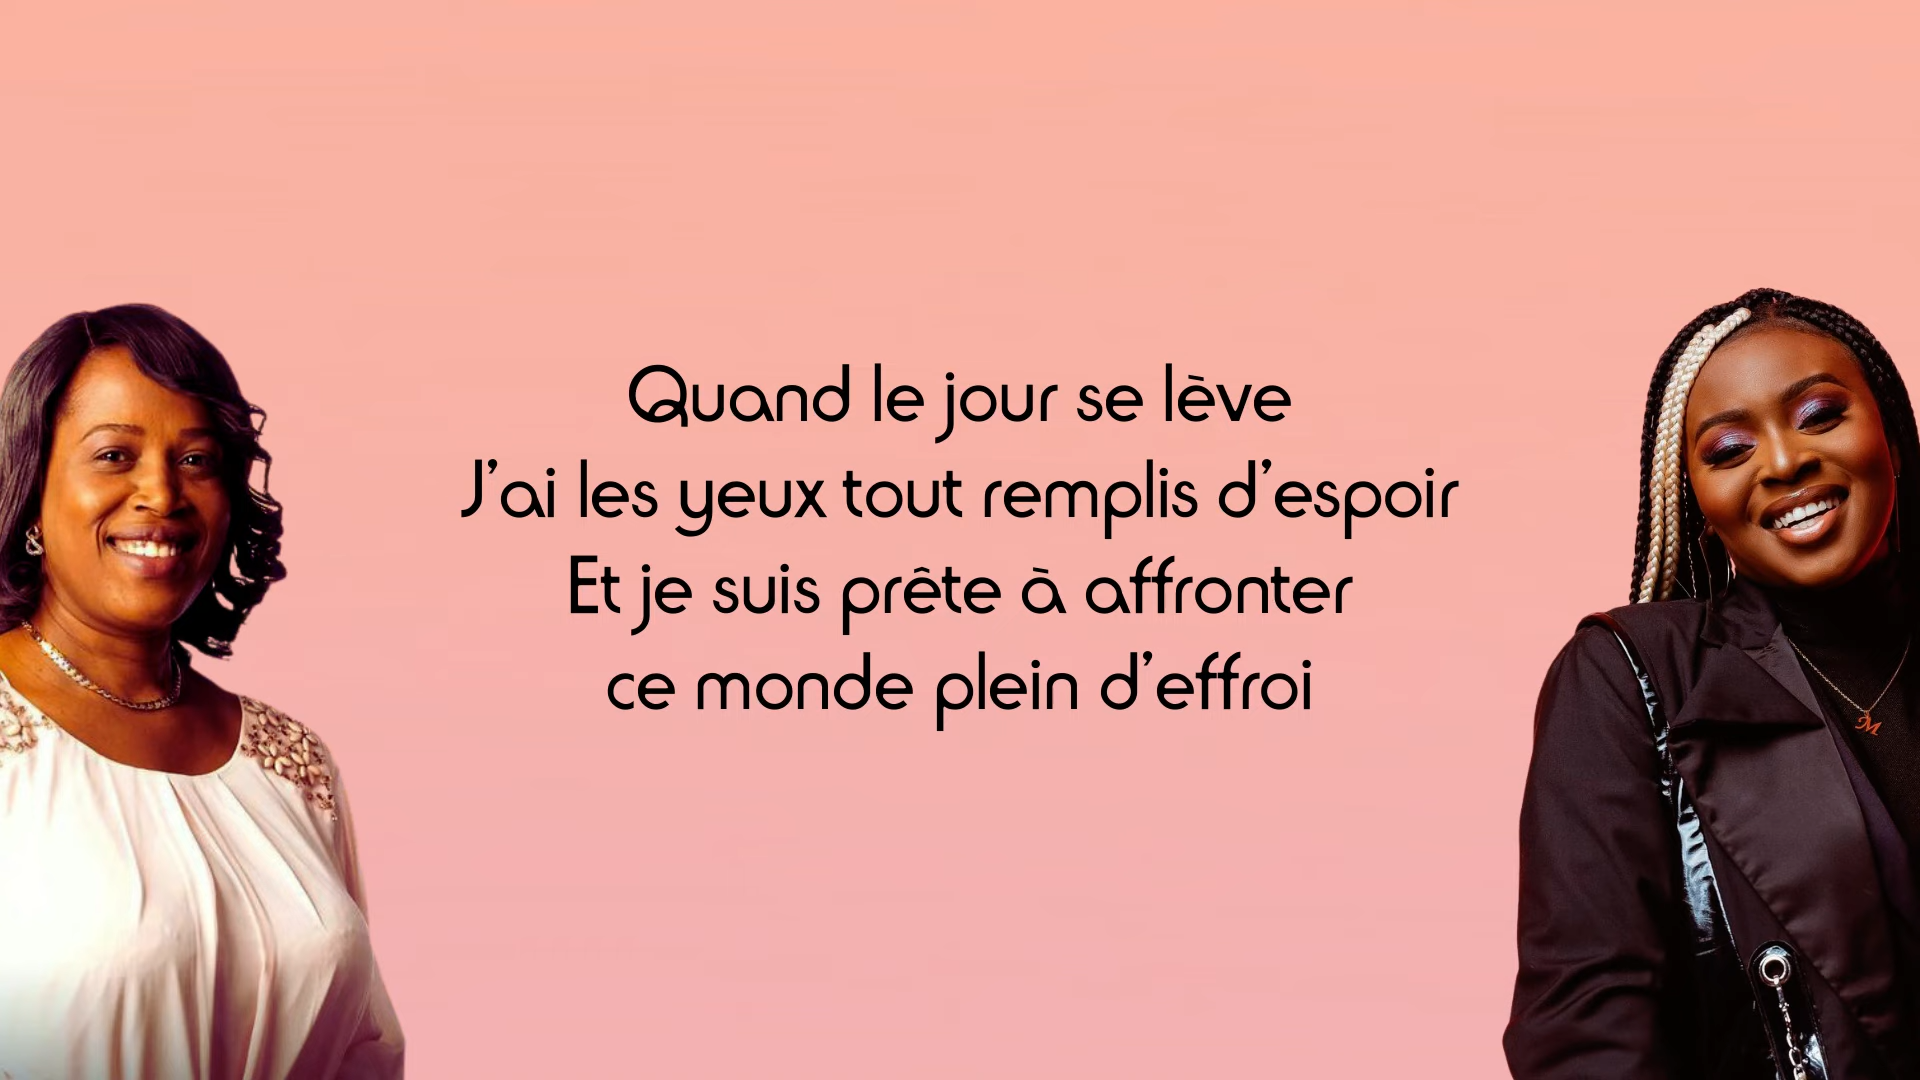 Quand le jour se lève
J’ai les yeux tout remplis d’espoir
Et je suis prête à affronter
ce monde plein d’effroi
M